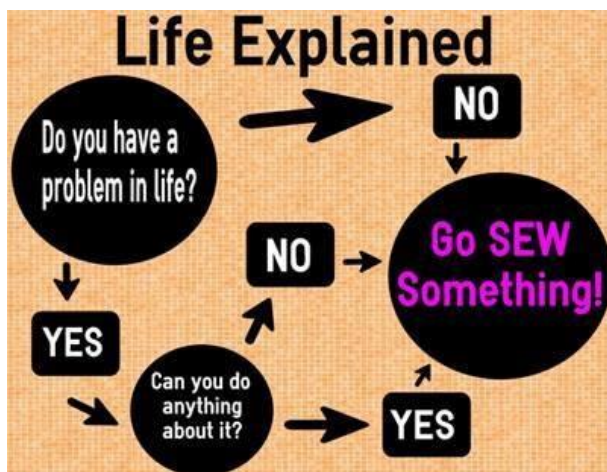 Life Explained
Do you have a
problem in life?
NO
Go SEW
Something!
NO
YES
Can you do
anything
about it?
YES